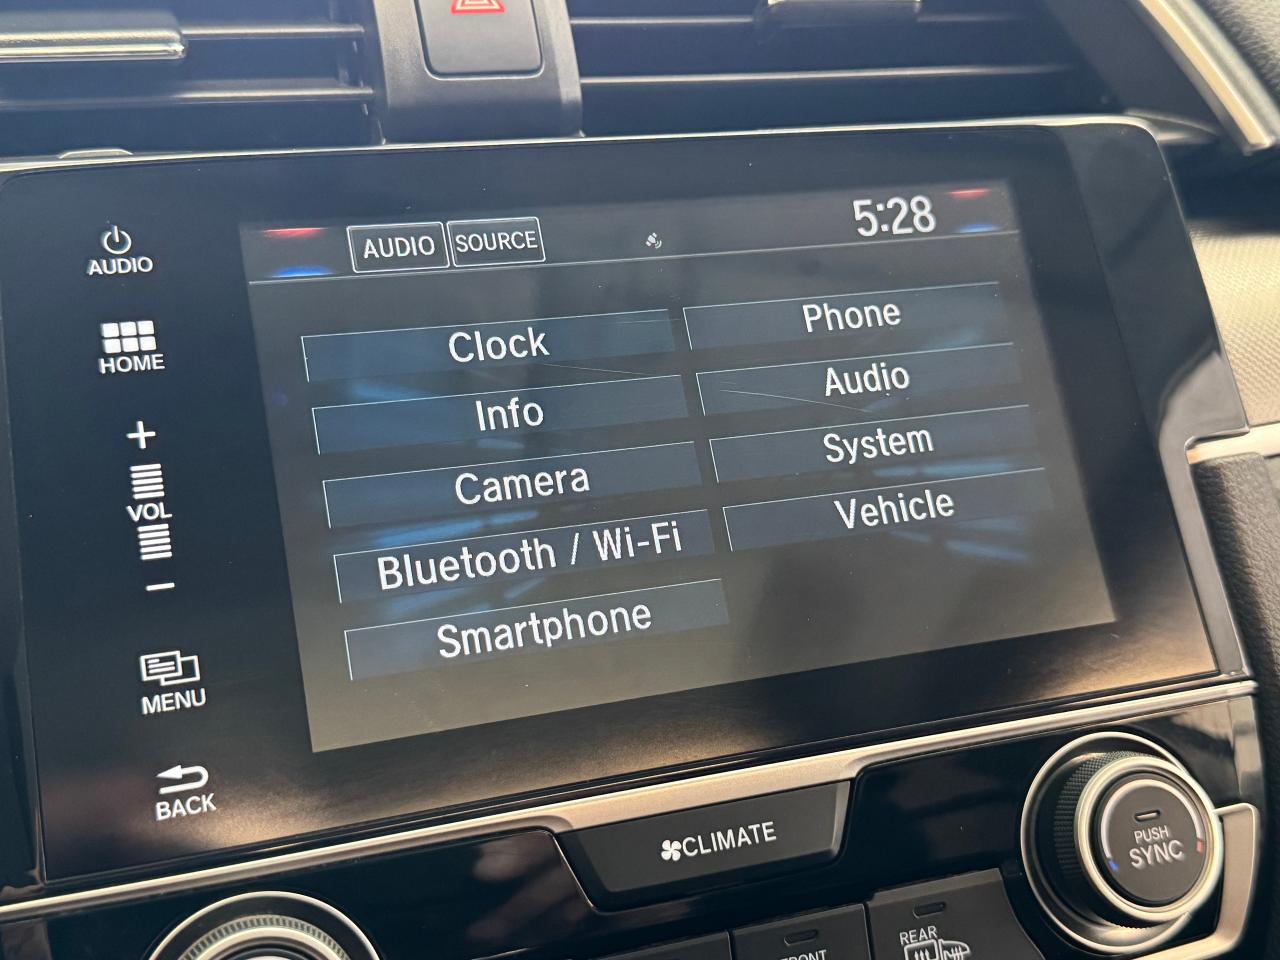 AUDIO
HOME
+
VOL
-
MENU
BACK
AUDIO SOURCE 5:28
Clock
Phone
Info
Audio
Camera
System
Bluetooth / Wi-Fi
Vehicle
Smartphone
CLIMATE
PUSH
SYNC
FRONT
REAR